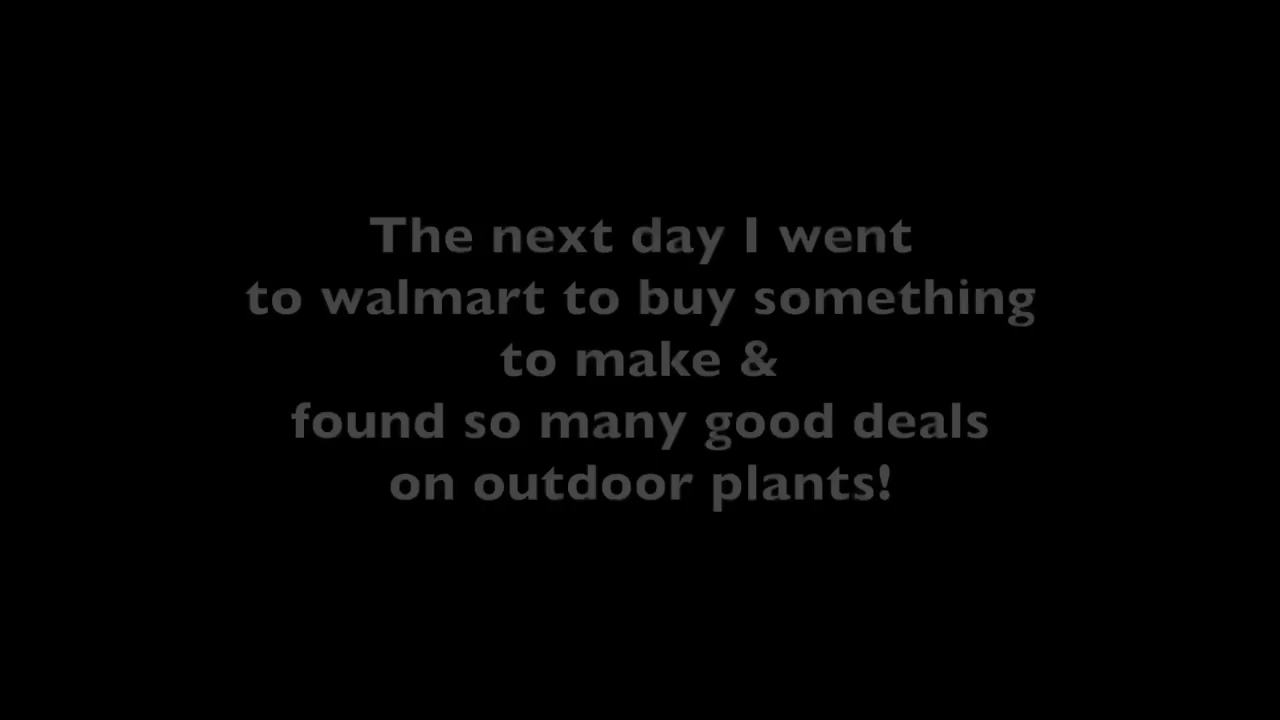 The next day I went
to walmart to buy something
to make &
found so many good deals
on outdoor plants!